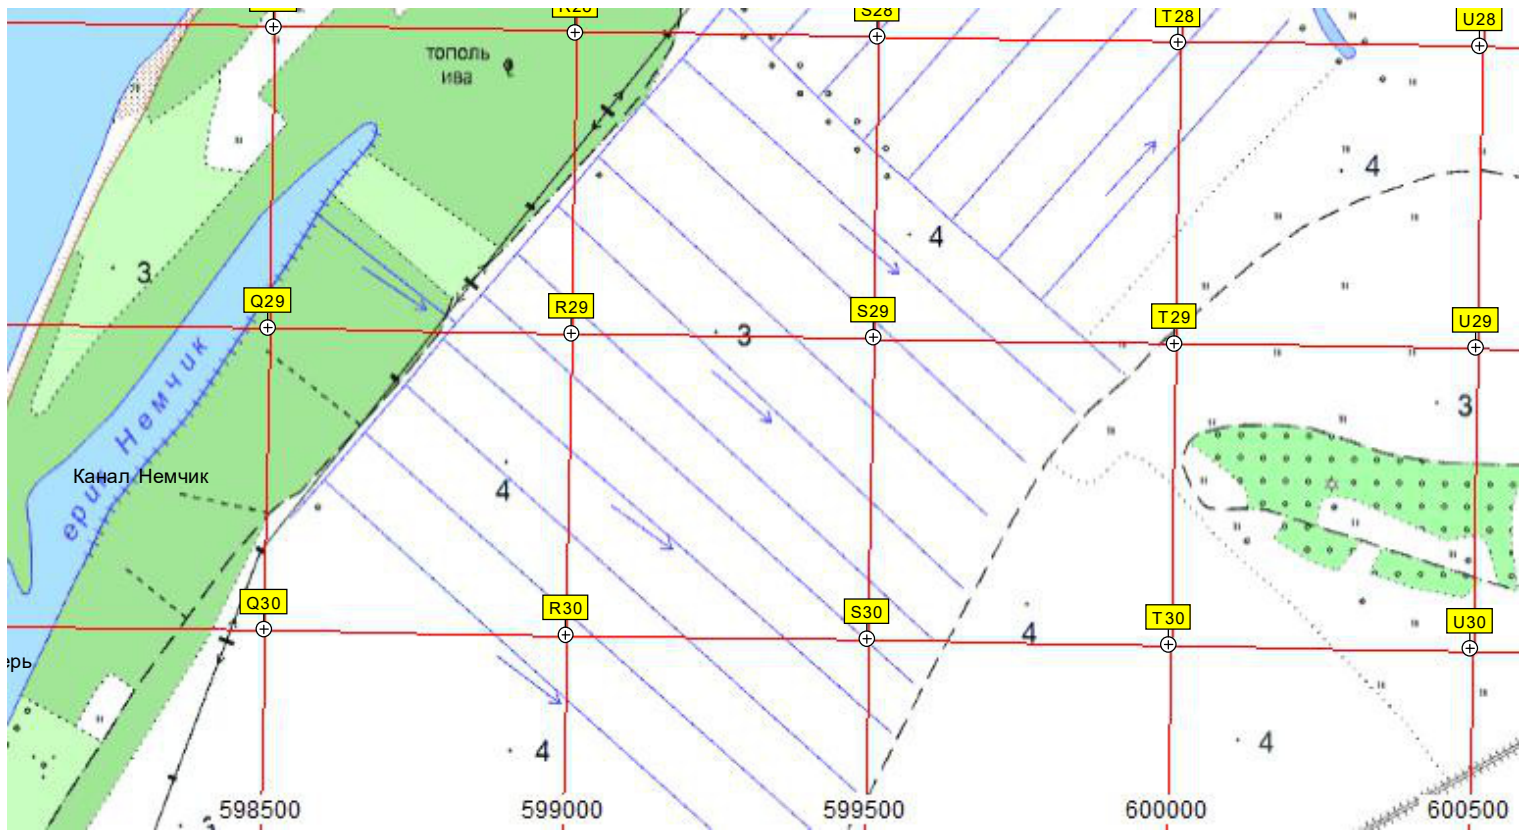 S28
T28
U28
тополь
ива
4
4
3
Q29
R29
S29
T29
U29
3
3
ерик Немчик
Канал Немчик
4
Q30
R30
S30
T30
U30
4
ерь
4
4
598500
599000
599500
600000
600500